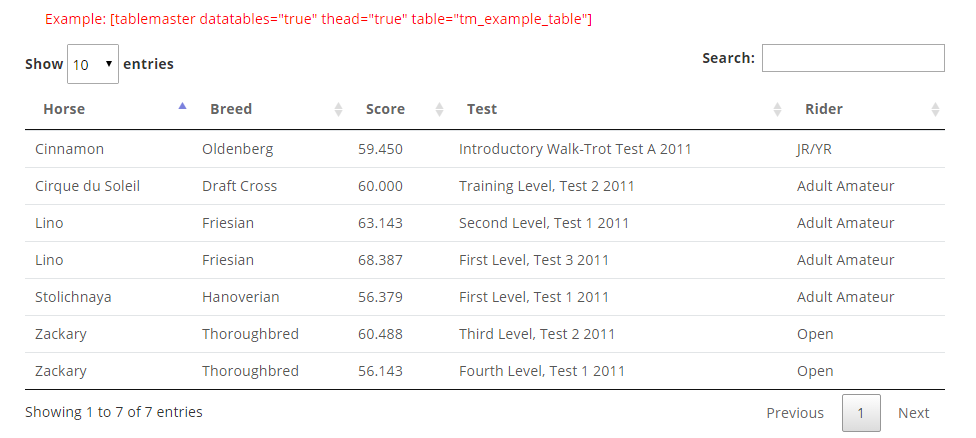 Example: [tablemaster datatables="true" thead="true" table="tm_example_table"]
Show 10 entries Search:
Horse Breed Score Test Rider
Cinnamon Oldenberg 59.450 Introductory Walk-Trot Test A 2011 JR/YR
Cirque du Soleil Draft Cross 60.000 Training Level, Test 2 2011 Adult Amateur
Lino Friesian 63.143 Second Level, Test 1 2011 Adult Amateur
Lino Friesian 68.387 First Level, Test 3 2011 Adult Amateur
Stolichnaya Hanoverian 56.379 First Level, Test 1 2011 Adult Amateur
Zackary Thoroughbred 60.488 Third Level, Test 2 2011 Open
Zackary Thoroughbred 56.143 Fourth Level, Test 1 2011 Open
Showing 1 to 7 of 7 entries Previous 1 Next